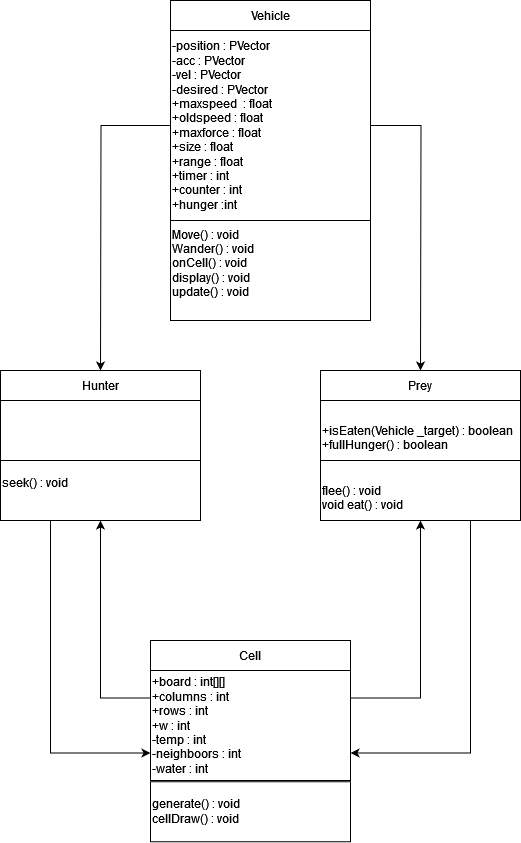 Vehicle
-position : PVector
-acc : PVector
-vel : PVector
-desired : PVector
+maxspeed  : float
+oldspeed : float
+maxforce : float
+size : float
+range : float
+timer : int
+counter : int
+hunger :int
Move() : void
Wander() : void
onCell() : void
display() : void
update() : void
Hunter
seek() : void
Prey
+isEaten(Vehicle _target) : boolean
+fullHunger() : boolean
flee() : void
void eat() : void
Cell
+board : int[][]
+columns : int
+rows : int
+w : int
-temp : int
-neighboors : int
-water : int
generate() : void
cellDraw() : void